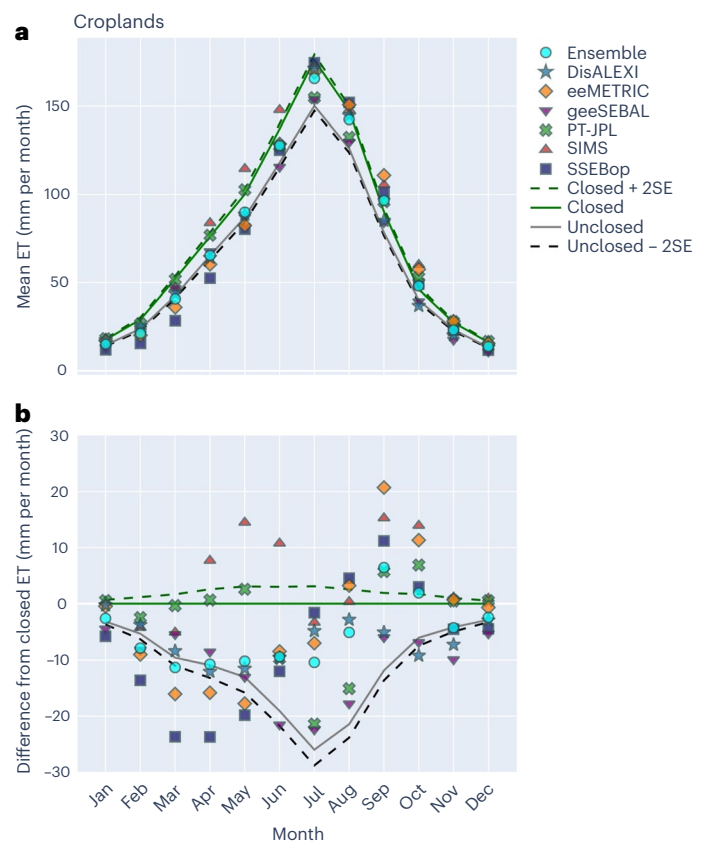 Croplands
a
Mean ET (mm per month)
150
100
50
0
Ensemble
DisALEXI
eeMETRIC
geeSEBAL
PT-JPL
SIMS
SSEBop
Closed + 2SE
Closed
Unclosed
Unclosed – 2SE
b
Difference from closed ET (mm per month)
30
20
10
0
–10
–20
–30
Jan Feb Mar Apr May Jun Jul Aug Sep Oct Nov Dec
Month